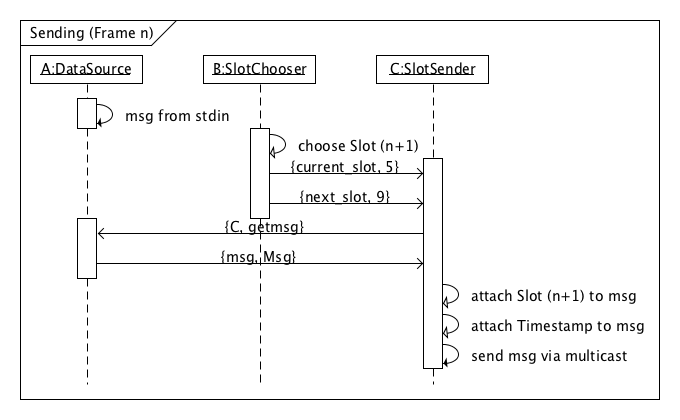 Sending (Frame n)
A:DataSource
B:SlotChooser
C:SlotSender
msg from stdin
choose Slot (n+1)
{current_slot, 5}
{next_slot, 9}
{C, getmsg}
{msg, Msg}
attach Slot (n+1) to msg
attach Timestamp to msg
send msg via multicast